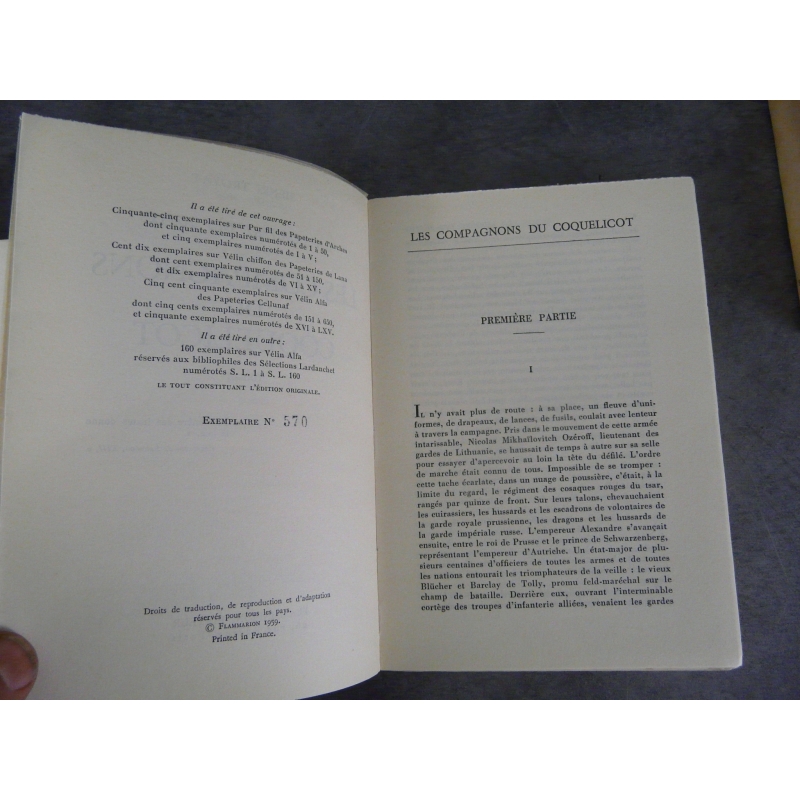 Il a été tiré de cet ouvrage :
Cinquante-cinq exemplaires sur Pur fil des Papeteries d'Arches
dont cinquante exemplaires numérotés de 1 à 50,
et cinq exemplaires numérotés de I à V ;
Cent dix exemplaires sur Vélin chiffon des Papeteries de Lana
dont cent exemplaires numérotés de 51 à 150,
et dix exemplaires numérotés de VI à XV ;
Cinq cent cinquante exemplaires sur Vélin Alfa
des Papeteries Cellunaf
dont cinq cents exemplaires numérotés de 151 à 650,
et cinquante exemplaires numérotés de XVI à LXV.
Il a été tiré en outre :
160 exemplaires sur Vélin Alfa
réservés aux bibliophiles des Sélections Lardanchet
numérotés S. L. 1 à S. L. 160
LE TOUT CONSTITUANT L'ÉDITION ORIGINALE.
EXEMPLAIRE N° 570
Droits de traduction, de reproduction et d'adaptation
réservés pour tous les pays.
© FLAMMARION 1959.
Printed in France.
LES COMPAGNONS DU COQUELICOT
PREMIÈRE PARTIE
I
IL n'y avait plus de route : à sa place, un fleuve d'uni-
formes, de drapeaux, de lances, de fusils, coulait avec lenteur
à travers la campagne. Pris dans le mouvement de cette armée
intarissable, Nicolas Mikhaïlovitch Ozéroff, lieutenant des
gardes de Lithuanie, se haussait de temps à autre sur sa selle
pour essayer d'apercevoir au loin la tête du défilé. L'ordre
de marche était connu de tous. Impossible de se tromper :
cette tache écarlate, dans un nuage de poussière, c'était, à la
limite du regard, le régiment des cosaques rouges du tsar,
rangés par quinze de front. Sur leurs talons, chevauchaient
les cuirassiers, les hussards et les escadrons de volontaires de
la garde royale prussienne, les dragons et les hussards de
la garde impériale russe. L'empereur Alexandre s'avançait
ensuite, entre le roi de Prusse et le prince de Schwarzenberg,
représentant l'empereur d'Autriche. Un état-major de plu-
sieurs centaines d'officiers de toutes les armes et de toutes
les nations entourait les triomphateurs de la veille : le vieux
Blücher et Barclay de Tolly, promu feld-maréchal sur le
champ de bataille. Derrière eux, ouvrant l'interminable
cortège des troupes d'infanterie alliées, venaient les gardes